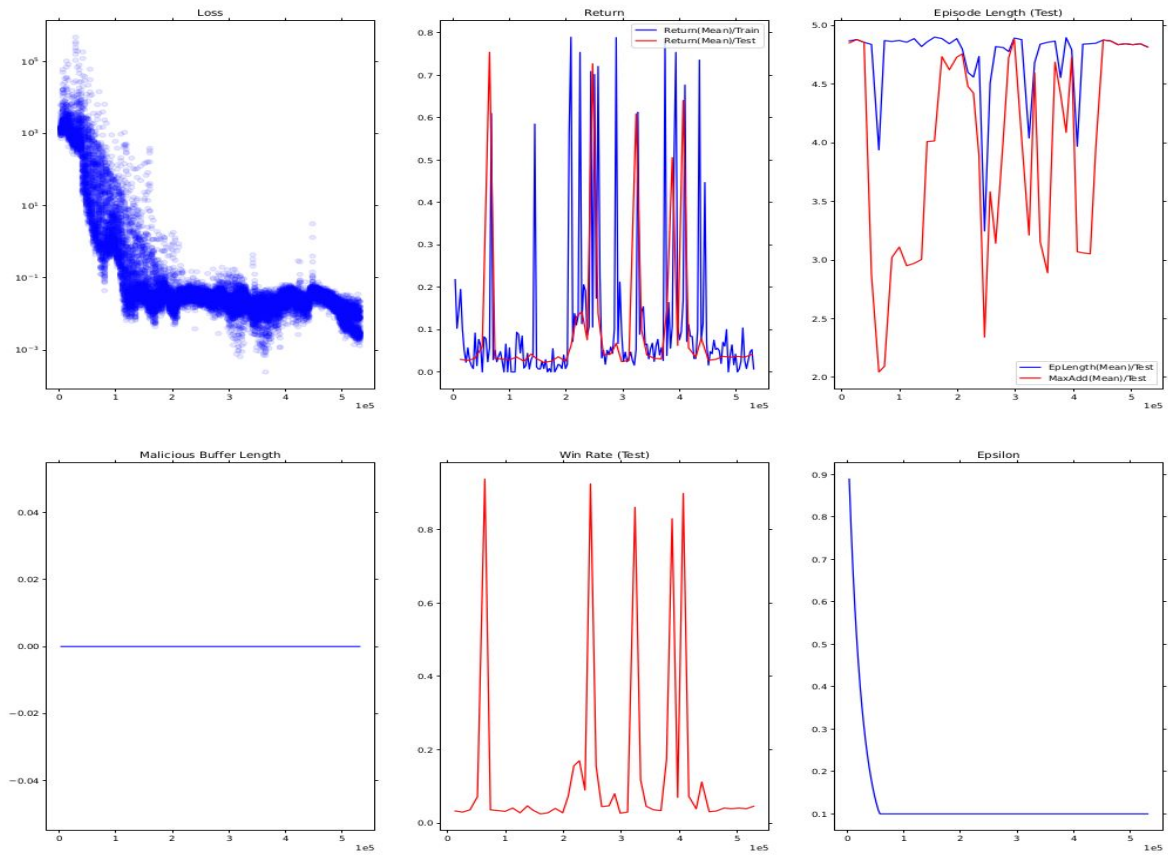 Loss
10⁵
10³
10¹
10⁻¹
10⁻³
0 1 2 3 4 5
1e5
Return
Return(Mean)/Train
Return(Mean)/Test
0.8
0.7
0.6
0.5
0.4
0.3
0.2
0.1
0.0
0 1 2 3 4 5
1e5
Episode Length (Test)
5.0
4.5
4.0
3.5
3.0
2.5
2.0
EpLength(Mean)/Test
MaxAdd(Mean)/Test
0 1 2 3 4 5
1e5
Malicious Buffer Length
0.04
0.02
0.00
−0.02
−0.04
0 1 2 3 4 5
1e5
Win Rate (Test)
0.8
0.6
0.4
0.2
0.0
0 1 2 3 4 5
1e5
Epsilon
0.9
0.8
0.7
0.6
0.5
0.4
0.3
0.2
0.1
0 1 2 3 4 5
1e5